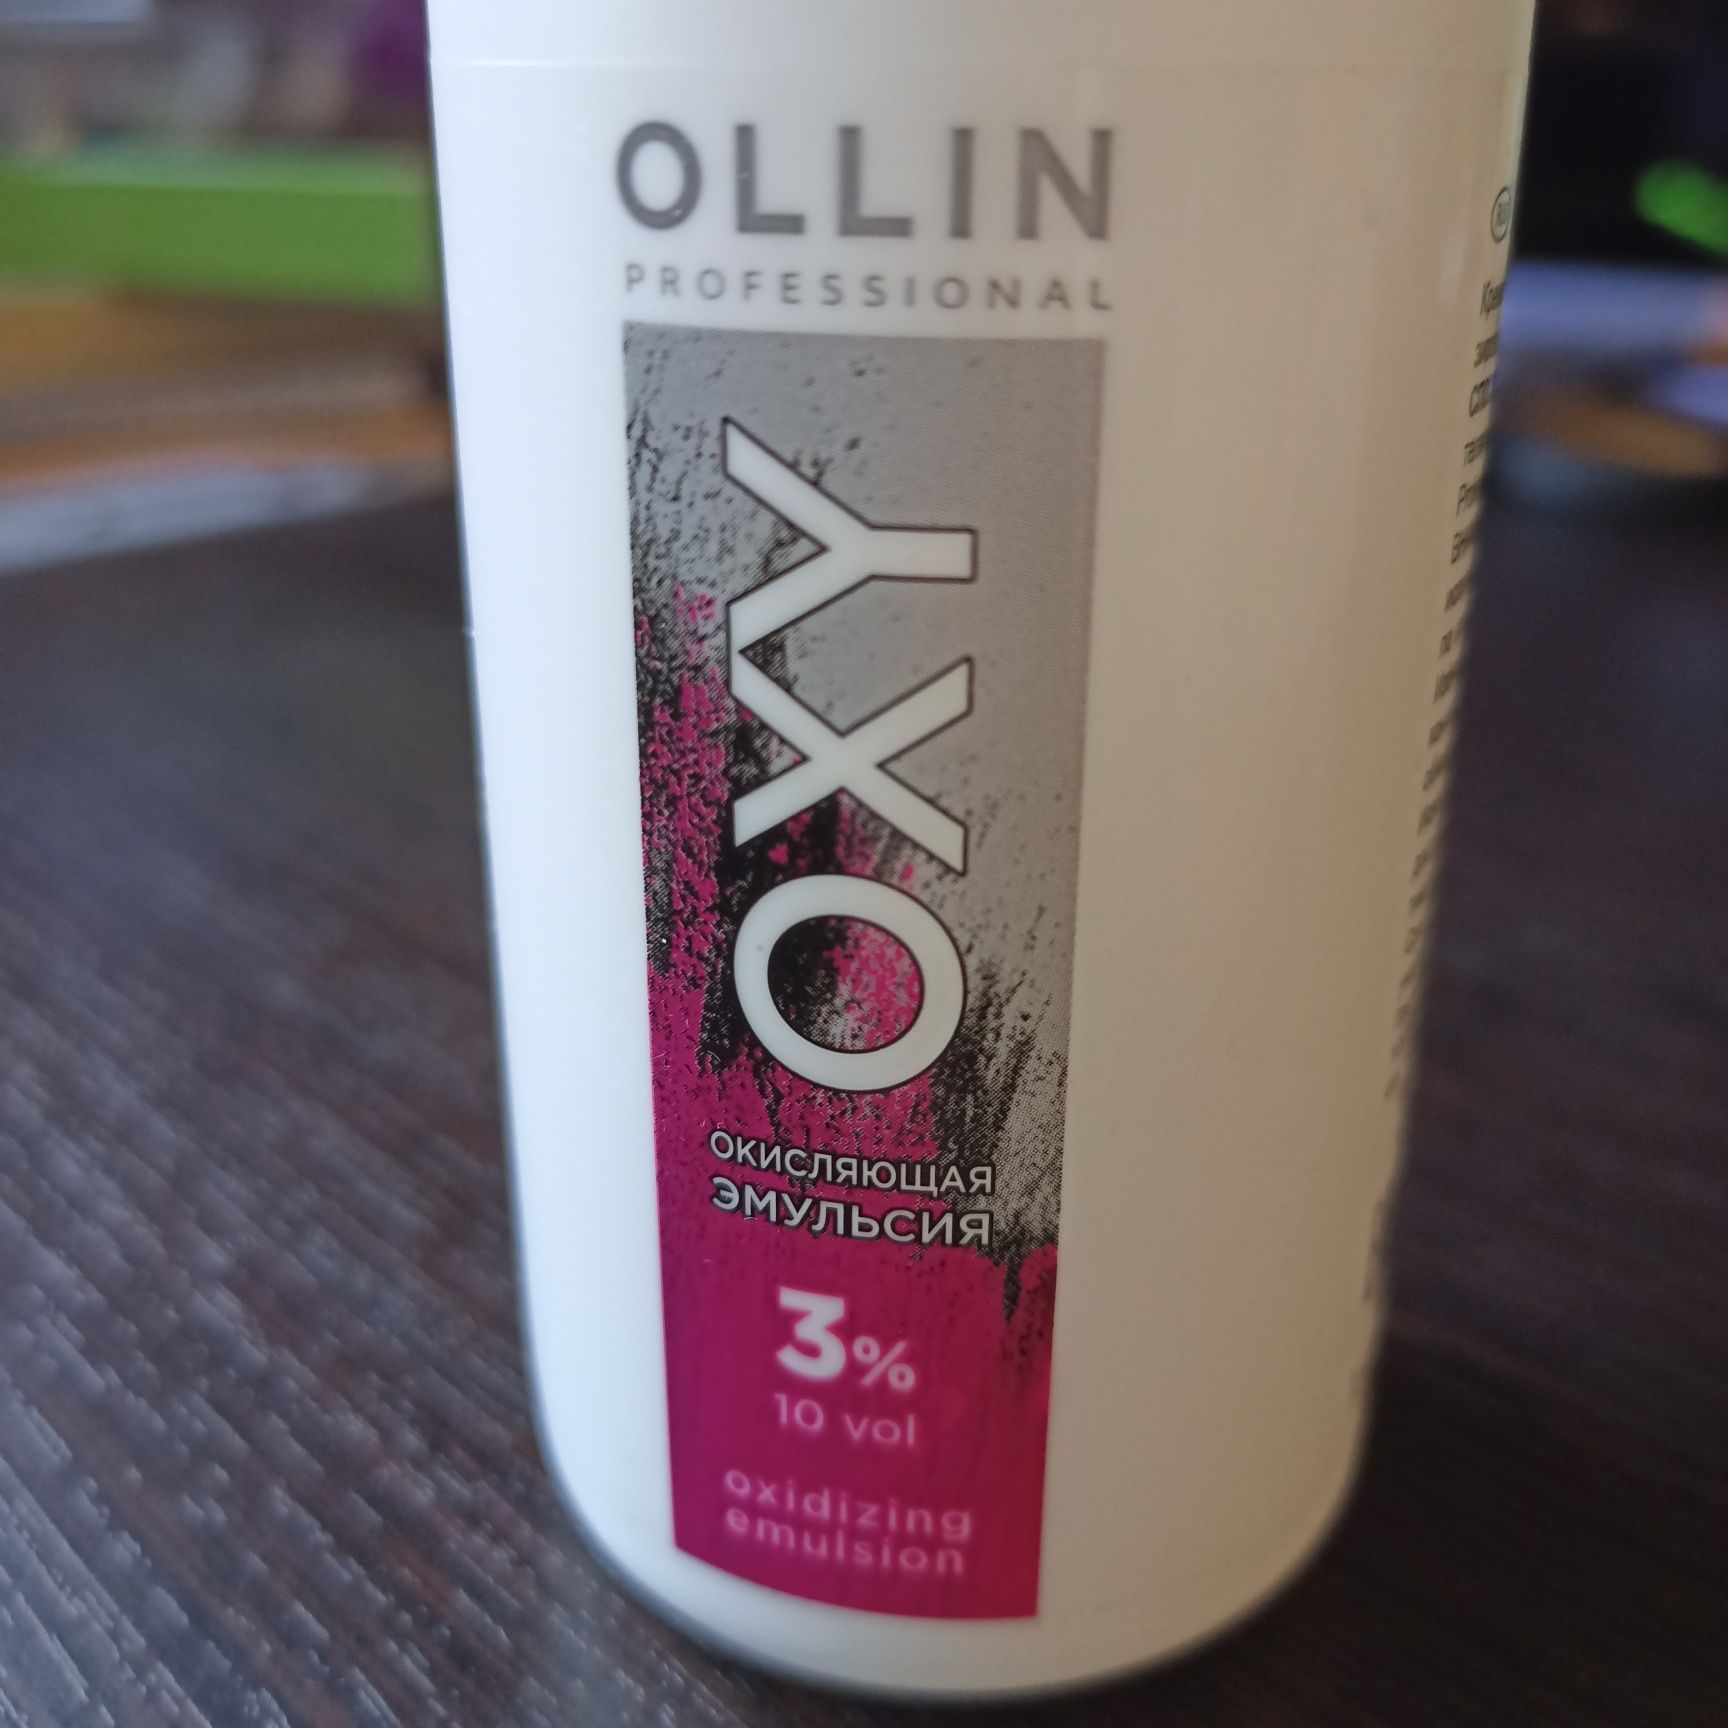 OLLIN
PROFESSIONAL
OXY
ОКИСЛЯЮЩАЯ
ЭМУЛЬСИЯ
3%
10 vol
oxidizing
emulsion